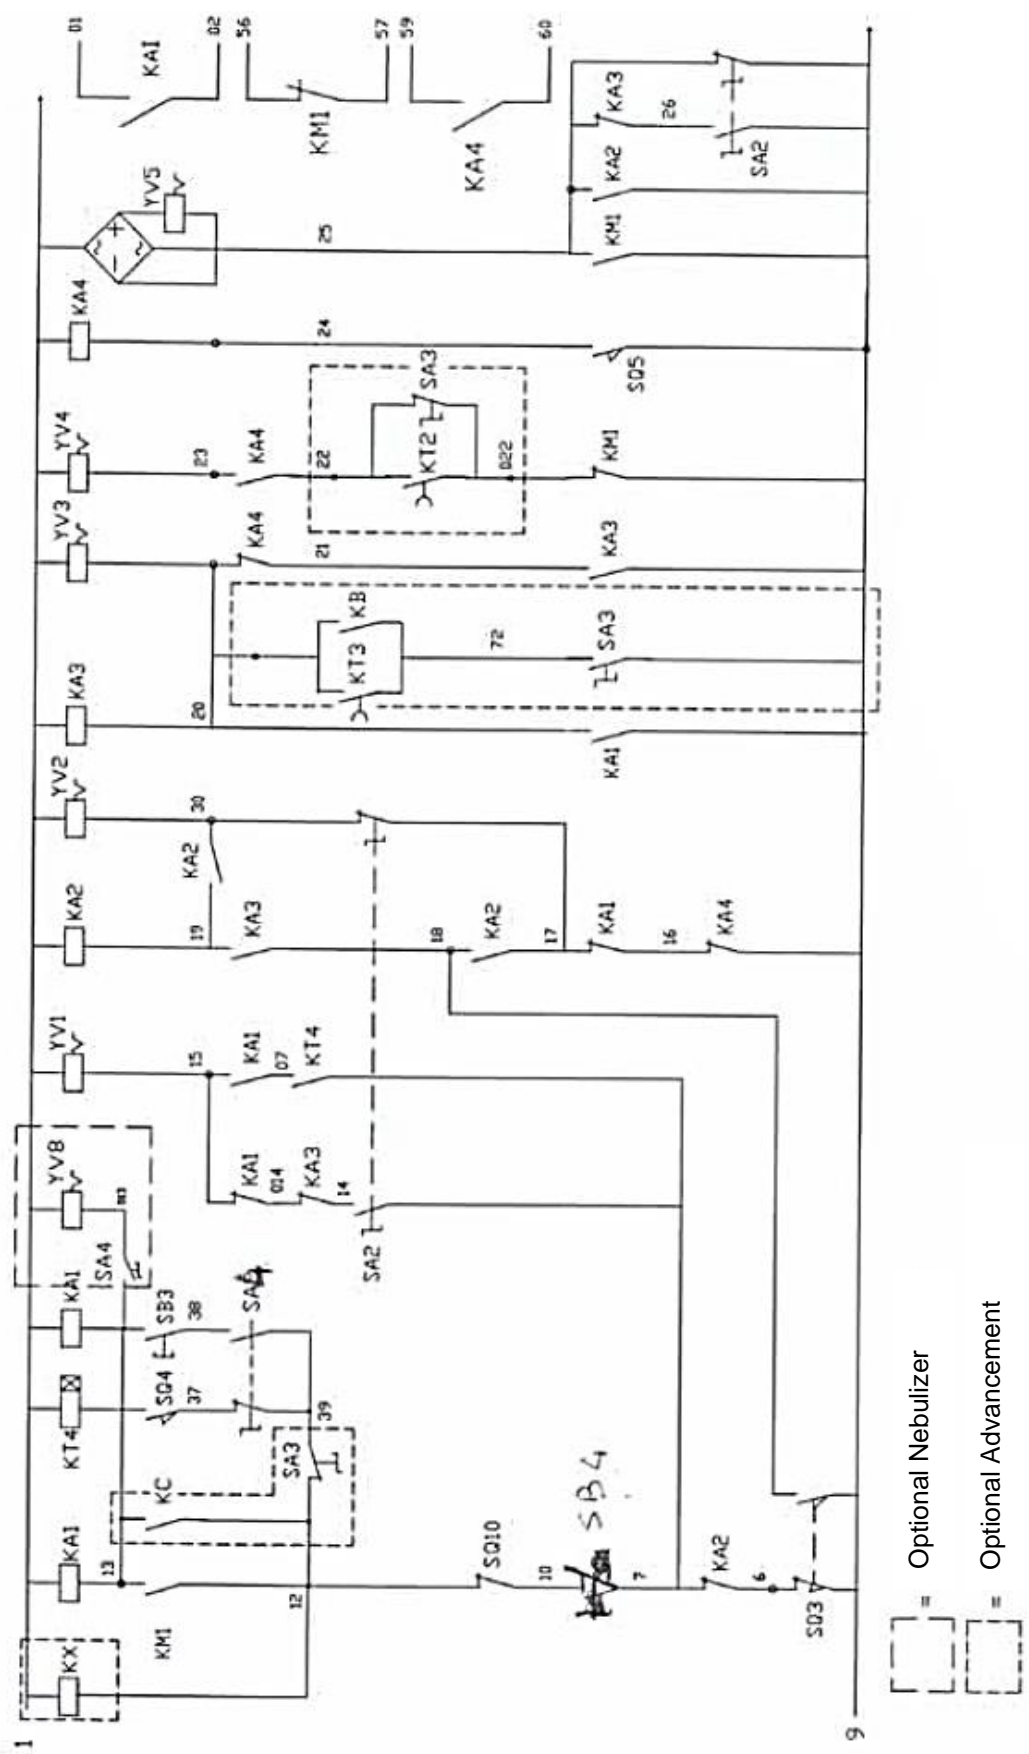 1
KX
KA1
KT4
KA1
YV8
YV1
KA2
YV2
KA3
YV3
YV4
KA4
YV5
01
KA1
02
13
KM1
KC
SQ4
37
SB3
38
SA4
013
15
KA1
014
KA3
14
KA1
07
KT4
19
KA3
KA2
30
20
KT3
KB
72
SA3
KA4
21
23
KA4
22
KT2
SA3
022
24
25
56
KM1
57
59
KA4
60
12
SA3
39
SA2
18
KA2
17
KA1
16
KA4
KA1
KA3
KM1
SQ5
KM1
KA2
KA3
26
SA2
SQ10
10
SB4
7
KA2
6
SQ3
9
= Optional Nebulizer
= Optional Advancement